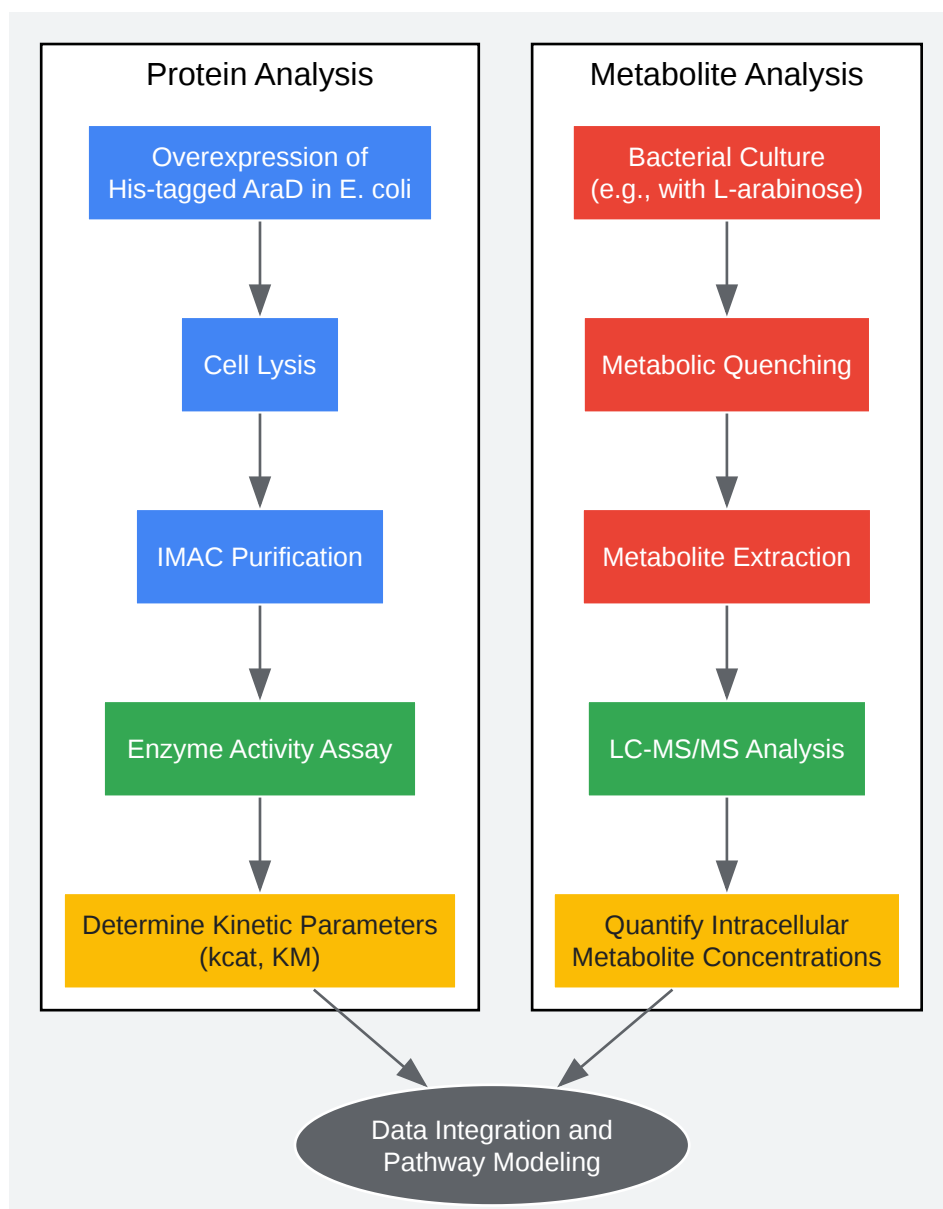 Protein Analysis
Overexpression of
His-tagged AraD in E. coli
Cell Lysis
IMAC Purification
Enzyme Activity Assay
Determine Kinetic Parameters
(kcat, KM)
Metabolite Analysis
Bacterial Culture
(e.g., with L-arabinose)
Metabolic Quenching
Metabolite Extraction
LC-MS/MS Analysis
Quantify Intracellular
Metabolite Concentrations
Data Integration and
Pathway Modeling